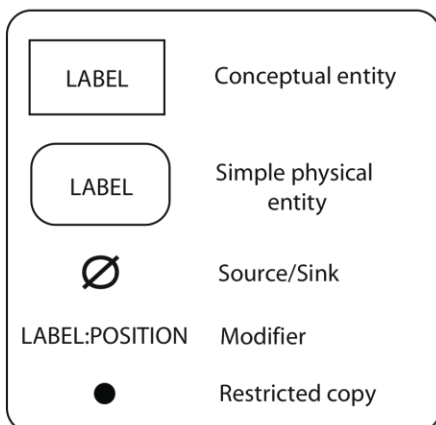 LABEL Conceptual entity
LABEL Simple physical
entity
Ø Source/Sink
LABEL:POSITION Modifier
● Restricted copy